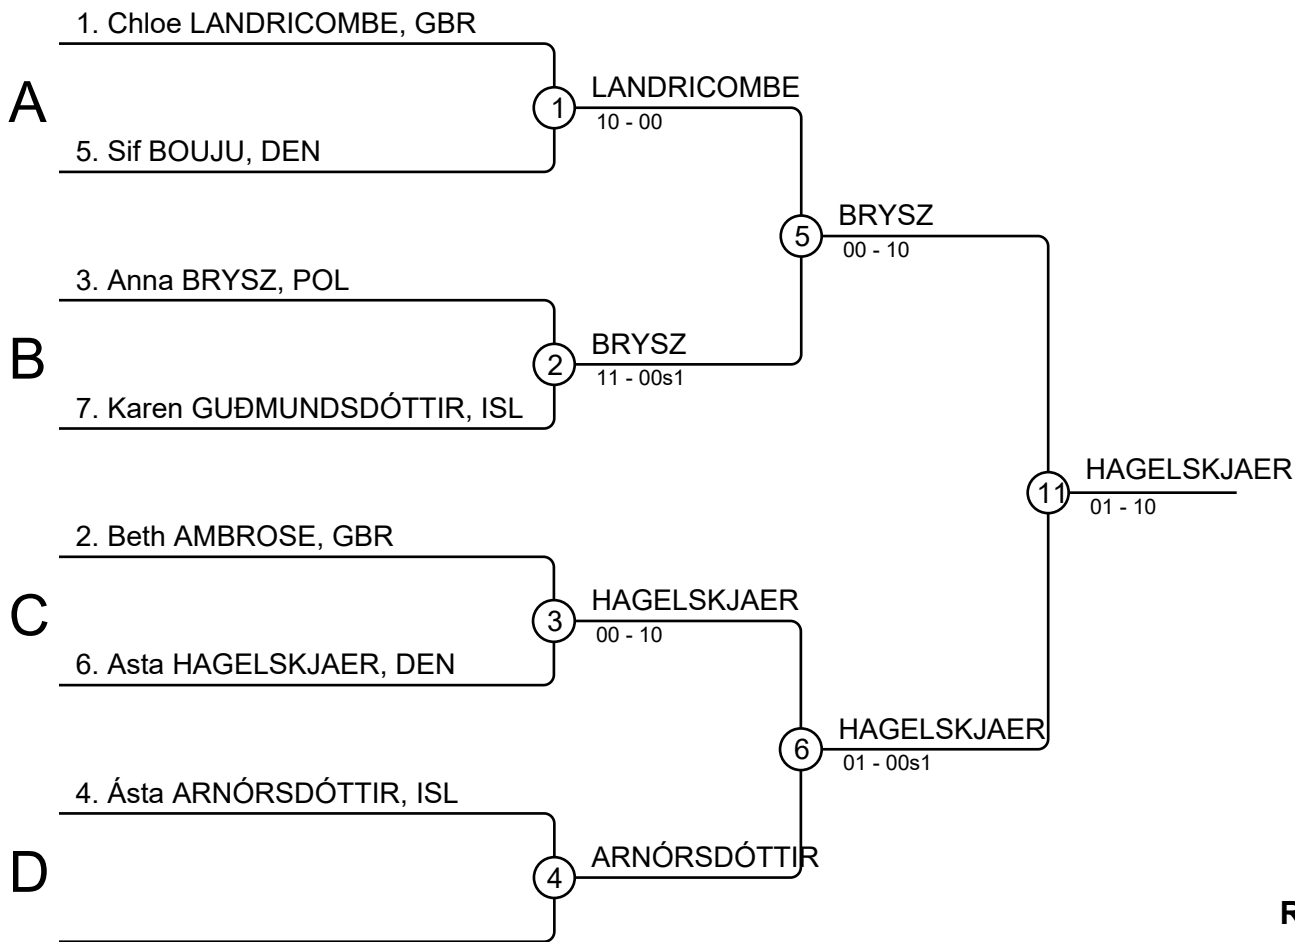 1. Chloe LANDRICOMBE, GBR
A
1
LANDRICOMBE
10 - 00
5. Sif BOUJU, DEN
5
BRYSZ
00 - 10
3. Anna BRYSZ, POL
B
2
BRYSZ
11 - 00s1
7. Karen GUÐMUNDSDÓTTIR, ISL
11
HAGELSKJAER
01 - 10
2. Beth AMBROSE, GBR
C
3
HAGELSKJAER
00 - 10
6. Asta HAGELSKJAER, DEN
6
HAGELSKJAER
01 - 00s1
4. Ásta ARNÓRSDÓTTIR, ISL
D
4
ARNÓRSDÓTTIR